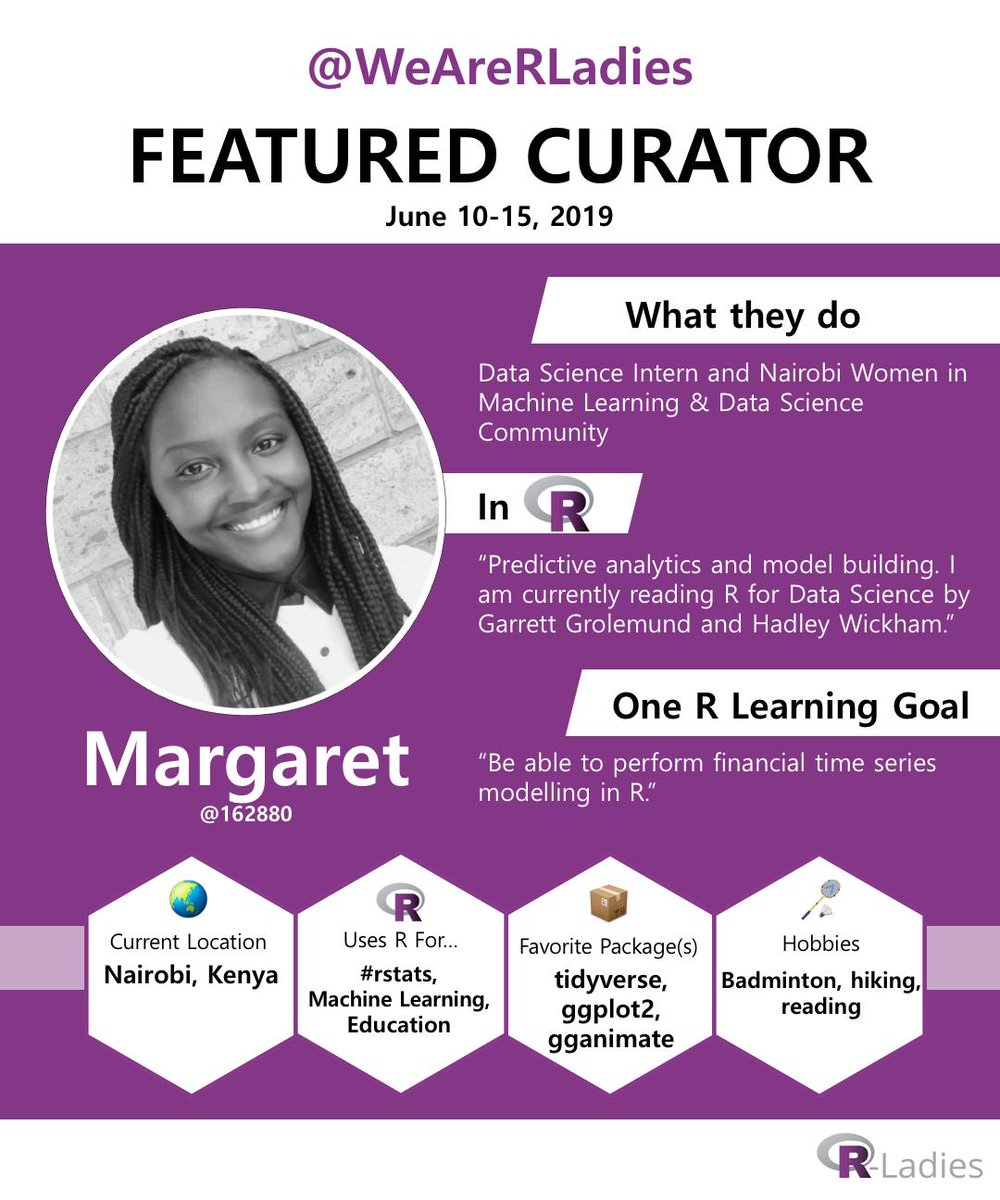 @WeAreRLadies
FEATURED CURATOR
June 10-15, 2019
What they do
Data Science Intern and Nairobi Women in
Machine Learning & Data Science
Community
In R
“Predictive analytics and model building. I
am currently reading R for Data Science by
Garrett Grolemund and Hadley Wickham.”
One R Learning Goal
“Be able to perform financial time series
modelling in R.”
Margaret
@162880
Current Location
Nairobi, Kenya
R
Uses R For...
#rstats,
Machine Learning,
Education
Favorite Package(s)
tidyverse,
ggplot2,
gganimate
Hobbies
Badminton, hiking,
reading
R-Ladies